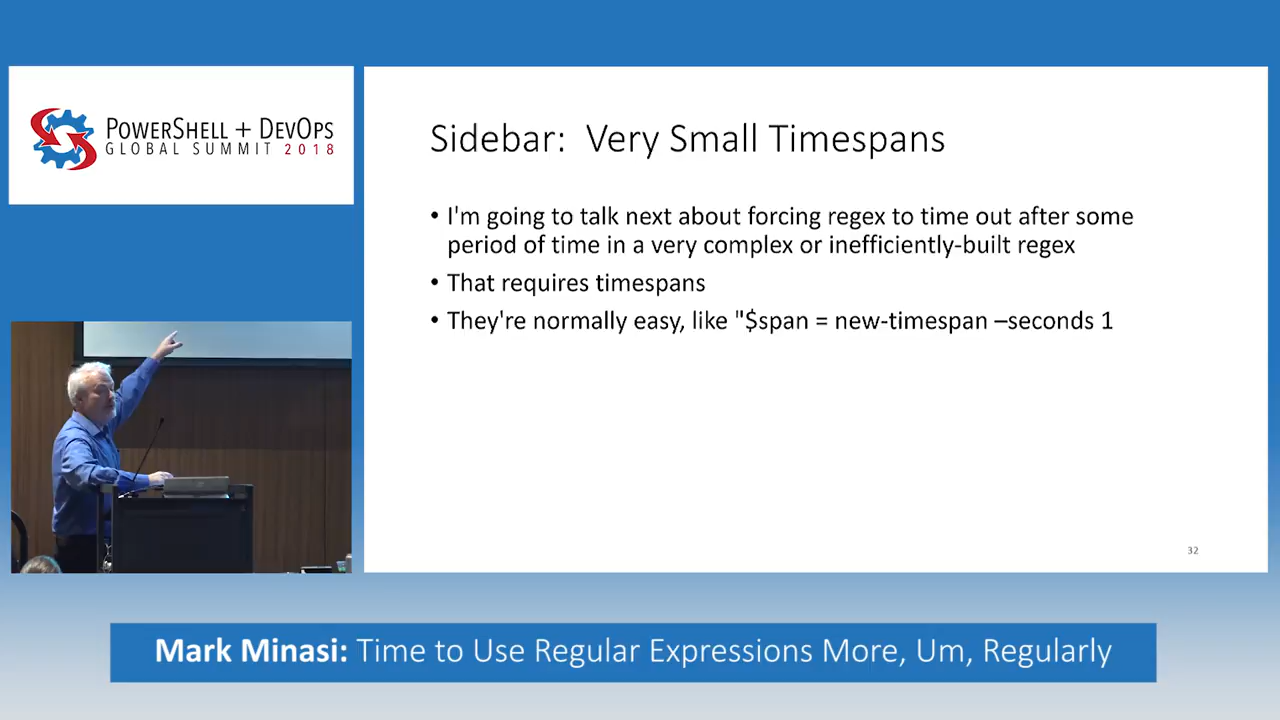 POWERSHELL + DEVOPS
GLOBAL SUMMIT 2018
Sidebar: Very Small Timespans
• I'm going to talk next about forcing regex to time out after some
period of time in a very complex or inefficiently-built regex
• That requires timespans
• They're normally easy, like "$span = new-timespan –seconds 1
32
Mark Minasi: Time to Use Regular Expressions More, Um, Regularly